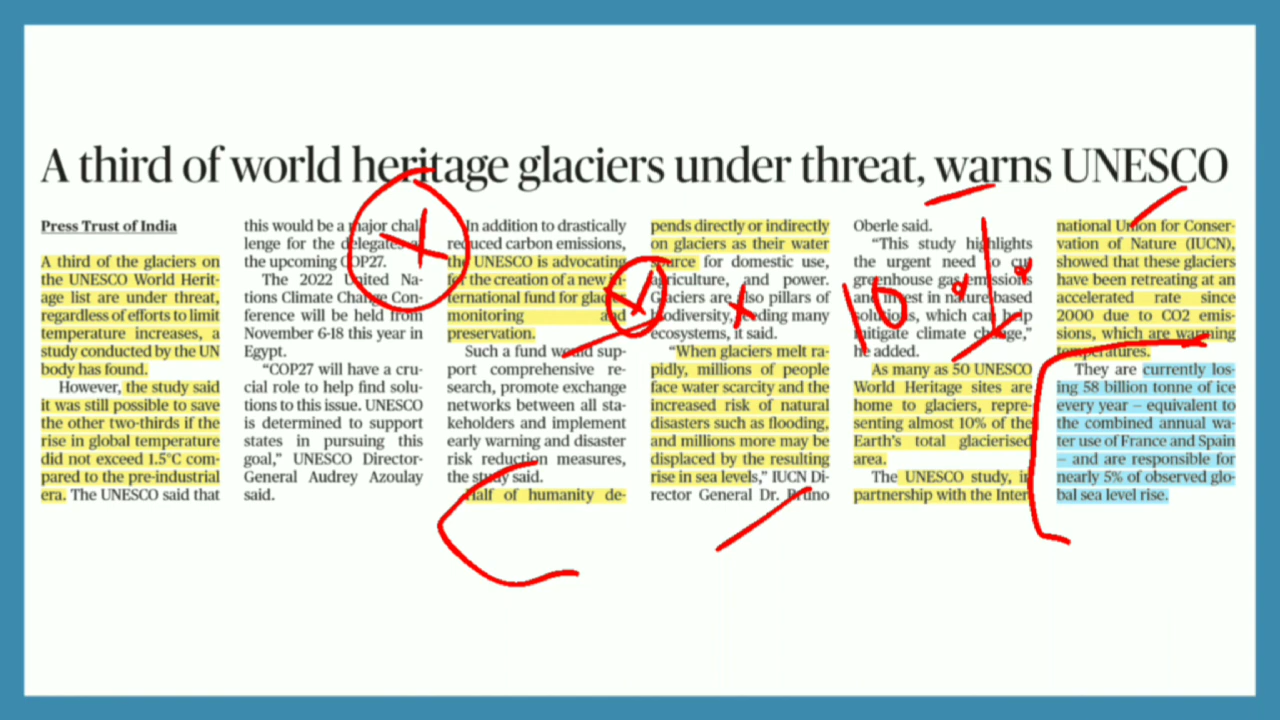 A third of world heritage glaciers under threat, warns UNESCO
Press Trust of India
A third of the glaciers on
the UNESCO World Herit-
age list are under threat,
regardless of efforts to limit
temperature increases, a
study conducted by the UN
body has found.
However, the study said
it was still possible to save
the other two-thirds if the
rise in global temperature
did not exceed 1.5°C com-
pared to the pre-industrial
era. The UNESCO said that
this would be a major chal-
lenge for the delegates at
the upcoming COP27.
The 2022 United Na-
tions Climate Change Con-
ference will be held from
November 6-18 this year in
Egypt.
"COP27 will have a cru-
cial role to help find solu-
tions to this issue. UNESCO
is determined to support
states in pursuing this
goal," UNESCO Director-
General Audrey Azoulay
said.
In addition to drastically
reduced carbon emissions,
the UNESCO is advocating
for the creation of a new in-
ternational fund for glacier
monitoring and
preservation.
Such a fund would sup-
port comprehensive re-
search, promote exchange
networks between all sta-
keholders and implement
early warning and disaster
risk reduction measures,
the study said.
Half of humanity de-
pends directly or indirectly
on glaciers as their water
source for domestic use,
agriculture, and power.
Glaciers are also pillars of
biodiversity, feeding many
ecosystems, it said.
"When glaciers melt ra-
pidly, millions of people
face water scarcity and the
increased risk of natural
disasters such as flooding,
and millions more may be
displaced by the resulting
rise in sea levels," IUCN Di-
rector General Dr. Bruno
Oberle said.
"This study highlights
the urgent need to cut
greenhouse gas emissions
and invest in nature-based
solutions, which can help
mitigate climate change,"
he added.
As many as 50 UNESCO
World Heritage sites are
home to glaciers, repre-
senting almost 10% of the
Earth's total glacierised
area.
The UNESCO study, in
partnership with the Inter-
national Union for Conser-
vation of Nature (IUCN),
showed that these glaciers
have been retreating at an
accelerated rate since
2000 due to CO2 emis-
sions, which are warming
temperatures.
They are currently los-
ing 58 billion tonne of ice
every year – equivalent to
the combined annual wa-
ter use of France and Spain
– and are responsible for
nearly 5% of observed glo-
bal sea level rise.
10%